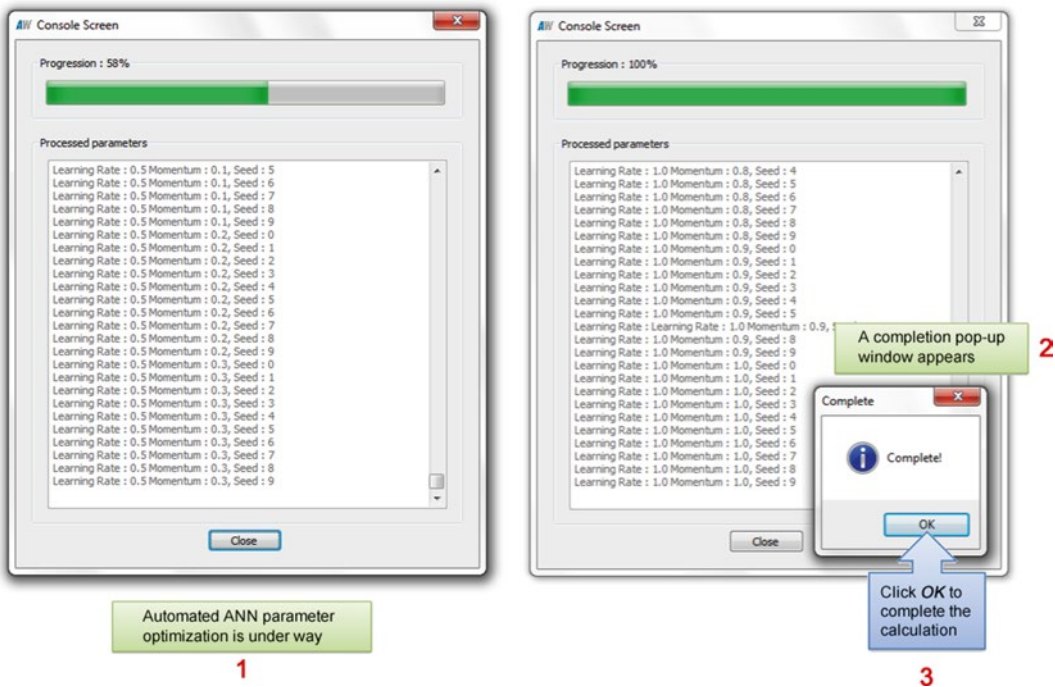 AW Console Screen
Progression : 58%
Processed parameters
Learning Rate : 0.5 Momentum : 0.1, Seed : 5
Learning Rate : 0.5 Momentum : 0.1, Seed : 6
Learning Rate : 0.5 Momentum : 0.1, Seed : 7
Learning Rate : 0.5 Momentum : 0.1, Seed : 8
Learning Rate : 0.5 Momentum : 0.1, Seed : 9
Learning Rate : 0.5 Momentum : 0.2, Seed : 0
Learning Rate : 0.5 Momentum : 0.2, Seed : 1
Learning Rate : 0.5 Momentum : 0.2, Seed : 2
Learning Rate : 0.5 Momentum : 0.2, Seed : 3
Learning Rate : 0.5 Momentum : 0.2, Seed : 4
Learning Rate : 0.5 Momentum : 0.2, Seed : 5
Learning Rate : 0.5 Momentum : 0.2, Seed : 6
Learning Rate : 0.5 Momentum : 0.2, Seed : 7
Learning Rate : 0.5 Momentum : 0.2, Seed : 8
Learning Rate : 0.5 Momentum : 0.2, Seed : 9
Learning Rate : 0.5 Momentum : 0.3, Seed : 0
Learning Rate : 0.5 Momentum : 0.3, Seed : 1
Learning Rate : 0.5 Momentum : 0.3, Seed : 2
Learning Rate : 0.5 Momentum : 0.3, Seed : 3
Learning Rate : 0.5 Momentum : 0.3, Seed : 4
Learning Rate : 0.5 Momentum : 0.3, Seed : 5
Learning Rate : 0.5 Momentum : 0.3, Seed : 6
Learning Rate : 0.5 Momentum : 0.3, Seed : 7
Learning Rate : 0.5 Momentum : 0.3, Seed : 8
Learning Rate : 0.5 Momentum : 0.3, Seed : 9
Close
Automated ANN parameter
optimization is under way
1
AW Console Screen
Progression : 100%
Processed parameters
Learning Rate : 1.0 Momentum : 0.8, Seed : 4
Learning Rate : 1.0 Momentum : 0.8, Seed : 5
Learning Rate : 1.0 Momentum : 0.8, Seed : 6
Learning Rate : 1.0 Momentum : 0.8, Seed : 7
Learning Rate : 1.0 Momentum : 0.8, Seed : 8
Learning Rate : 1.0 Momentum : 0.8, Seed : 9
Learning Rate : 1.0 Momentum : 0.9, Seed : 0
Learning Rate : 1.0 Momentum : 0.9, Seed : 1
Learning Rate : 1.0 Momentum : 0.9, Seed : 2
Learning Rate : 1.0 Momentum : 0.9, Seed : 3
Learning Rate : 1.0 Momentum : 0.9, Seed : 4
Learning Rate : 1.0 Momentum : 0.9, Seed : 5
Learning Rate : Learning Rate : 1.0 Momentum : 0.9,
Learning Rate : 1.0 Momentum : 0.9, Seed : 8
Learning Rate : 1.0 Momentum : 0.9, Seed : 9
Learning Rate : 1.0 Momentum : 1.0, Seed : 0
Learning Rate : 1.0 Momentum : 1.0, Seed : 1
Learning Rate : 1.0 Momentum : 1.0, Seed : 2
Learning Rate : 1.0 Momentum : 1.0, Seed : 3
Learning Rate : 1.0 Momentum : 1.0, Seed : 4
Learning Rate : 1.0 Momentum : 1.0, Seed : 5
Learning Rate : 1.0 Momentum : 1.0, Seed : 6
Learning Rate : 1.0 Momentum : 1.0, Seed : 7
Learning Rate : 1.0 Momentum : 1.0, Seed : 8
Learning Rate : 1.0 Momentum : 1.0, Seed : 9
Close
A completion pop-up
window appears
2
Complete
Complete!
OK
Click OK to
complete the
calculation
3